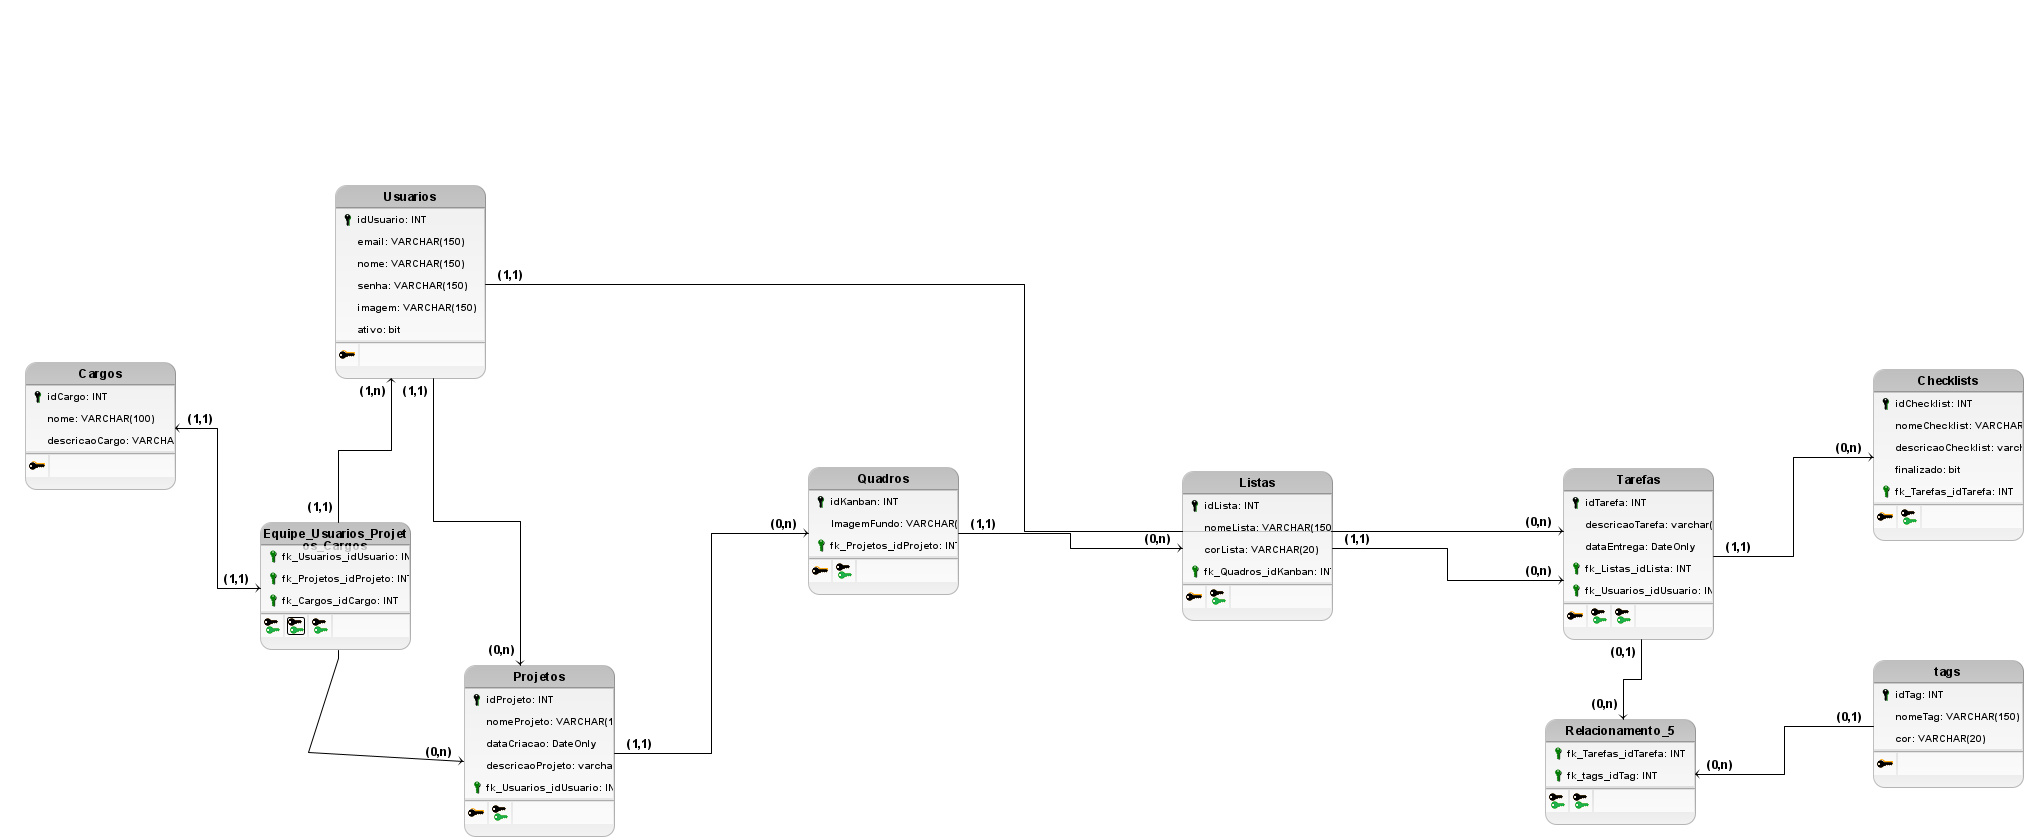 Usuarios
idUsuario: INT
email: VARCHAR(150)
nome: VARCHAR(150)
senha: VARCHAR(150)
imagem: VARCHAR(150)
ativo: bit
(1,1)
(1,n)
(1,1)
Cargos
idCargo: INT
nome: VARCHAR(100)
descricaoCargo: VARCHA
(1,1)
(1,1)
(1,1)
Equipe_Usuarios_Projet
os_Cargos
fk_Usuarios_idUsuario: IN
fk_Projetos_idProjeto: INT
fk_Cargos_idCargo: INT
(0,n)
(0,n)
Projetos
idProjeto: INT
nomeProjeto: VARCHAR(1
dataCriacao: DateOnly
descricaoProjeto: varcha
fk_Usuarios_idUsuario: IN
(1,1)
(0,n)
Quadros
idKanban: INT
ImagemFundo: VARCHAR(
fk_Projetos_idProjeto: INT
(1,1)
(0,n)
Listas
idLista: INT
nomeLista: VARCHAR(150
corLista: VARCHAR(20)
fk_Quadros_idKanban: INT
(1,1)
(0,n)
(0,n)
Tarefas
idTarefa: INT
descricaoTarefa: varchar(
dataEntrega: DateOnly
fk_Listas_idLista: INT
fk_Usuarios_idUsuario: IN
(1,1)
(0,n)
Checklists
idChecklist: INT
nomeChecklist: VARCHAR
descricaoChecklist: varch
finalizado: bit
fk_Tarefas_idTarefa: INT
(0,1)
(0,n)
Relacionamento_5
fk_Tarefas_idTarefa: INT
fk_tags_idTag: INT
(0,n)
(0,1)
tags
idTag: INT
nomeTag: VARCHAR(150)
cor: VARCHAR(20)